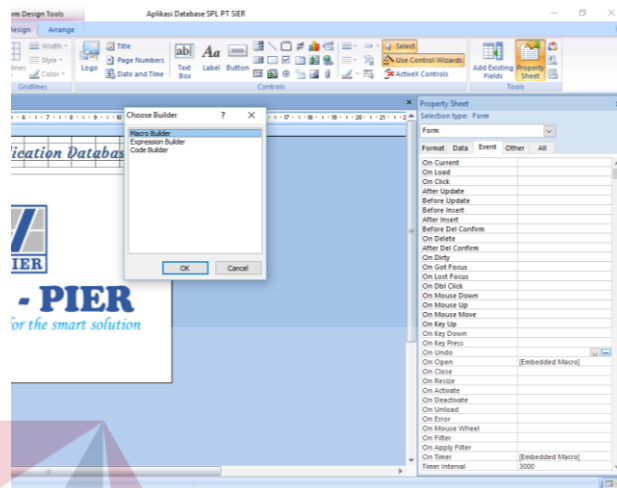 rm Design Tools
Aplikasi Database SPL PT SIER
esign
Arrange
Width
Style
Color
lines
Gridlines
Logo
Title
Page Numbers
Date and Time
ab|
Text Box
Aa
Label
Button
Controls
Select
Use Control Wizards
ActiveX Controls
Add Existing Fields
Property Sheet
Tools
ication Databas
IER
- PIER
for the smart solution
Choose Builder
?
Macro Builder
Expression Builder
Code Builder
OK
Cancel
Property Sheet
Selection type: Form
Form
Format
Data
Event
Other
All
On Current
On Load
On Click
After Update
Before Update
Before Insert
After Insert
Before Del Confirm
On Delete
After Del Confirm
On Dirty
On Got Focus
On Lost Focus
On Dbl Click
On Mouse Down
On Mouse Up
On Mouse Move
On Key Up
On Key Down
On Key Press
On Undo
On Open [Embedded Macro]
On Close
On Resize
On Activate
On Deactivate
On Unload
On Error
On Mouse Wheel
On Filter
On Apply Filter
On Timer [Embedded Macro]
Timer Interval 3000